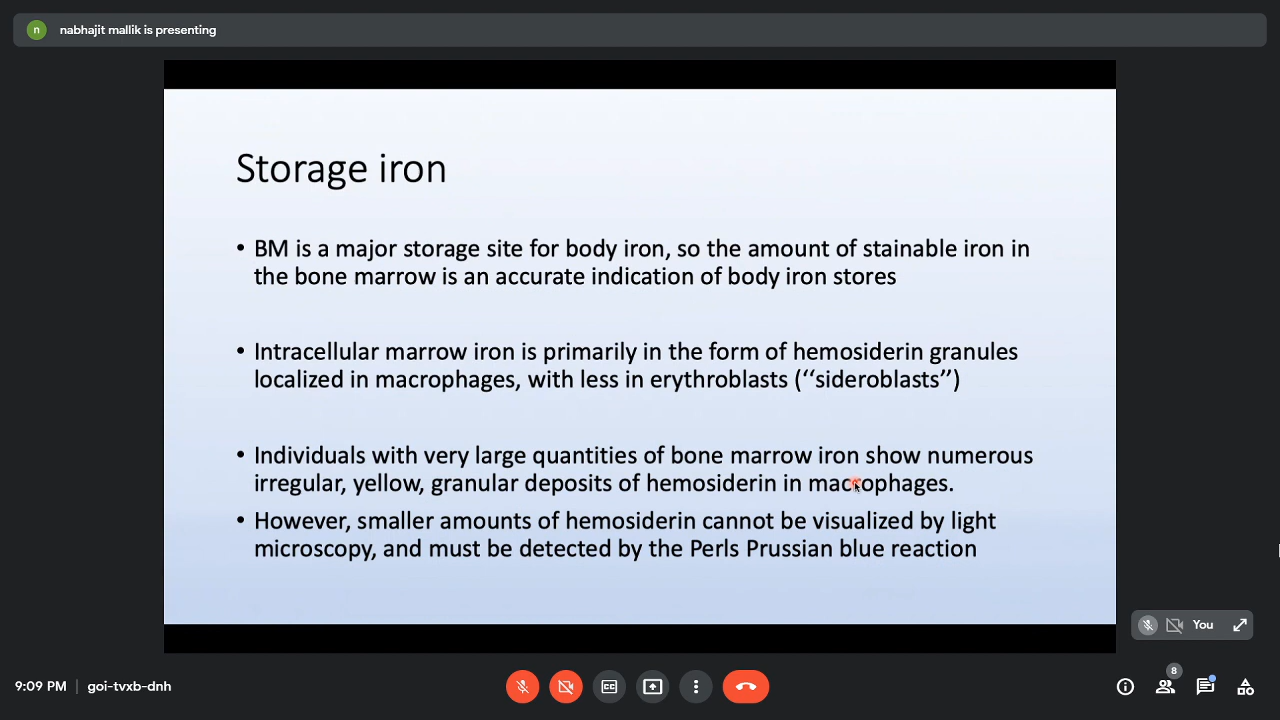 n nabhajit mallik is presenting
Storage iron
• BM is a major storage site for body iron, so the amount of stainable iron in
the bone marrow is an accurate indication of body iron stores
• Intracellular marrow iron is primarily in the form of hemosiderin granules
localized in macrophages, with less in erythroblasts (‘‘sideroblasts’’)
• Individuals with very large quantities of bone marrow iron show numerous
irregular, yellow, granular deposits of hemosiderin in macrophages.
• However, smaller amounts of hemosiderin cannot be visualized by light
microscopy, and must be detected by the Perls Prussian blue reaction
You
9:09 PM | goi-tvxb-dnh
8